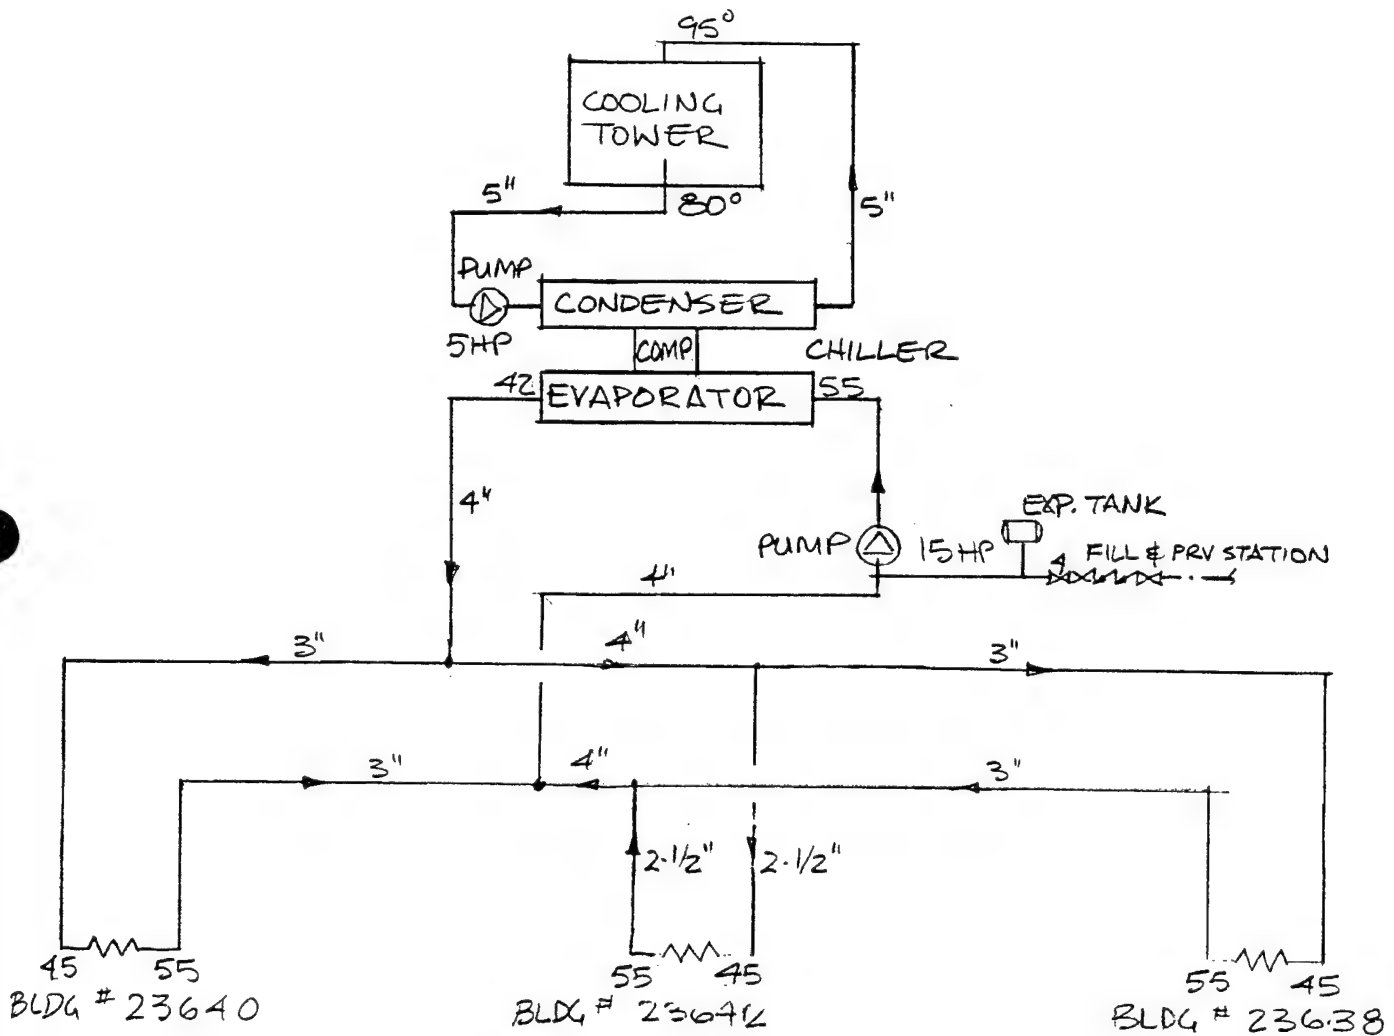 95°
COOLING
TOWER
5"
80°
5"
PUMP
CONDENSER
5HP
COMP
CHILLER
42
EVAPORATOR
55
4"
EXP. TANK
PUMP
15HP
FILL & PRV STATION
4"
3"
4"
3"
3"
4"
3"
2-1/2"
2-1/2"
45
55
55
45
55
45
BLDG # 23640
BLDG #
BLDG # 23638